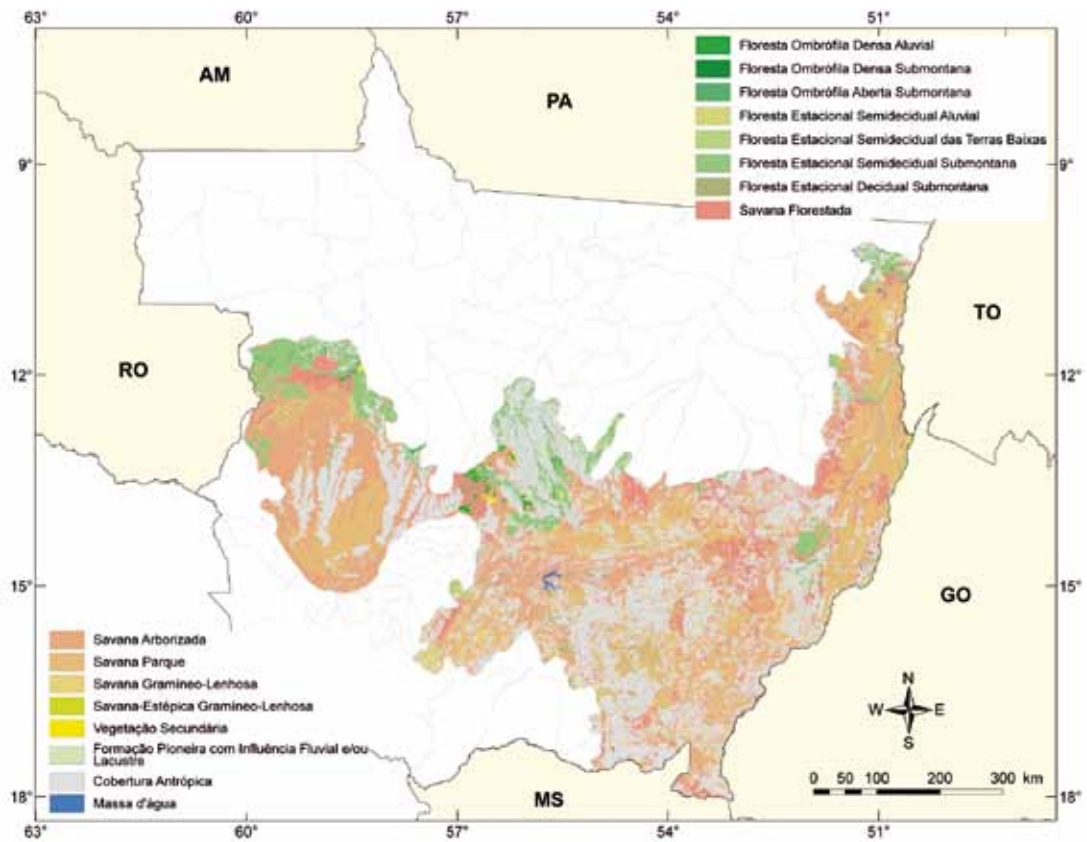 63° 60° 57° 54° 51°
Floresta Ombrófila Densa Aluvial
Floresta Ombrófila Densa Submontana
Floresta Ombrófila Aberta Submontana
Floresta Estacional Semidecidual Aluvial
Floresta Estacional Semidecidual das Terras Baixas
Floresta Estacional Semidecidual Submontana
Floresta Estacional Decidual Submontana
Savana Florestada
AM
PA
9° 9°
TO
RO
12° 12°
15° 15°
GO
Savana Arborizada
Savana Parque
Savana Gramíneo-Lenhosa
Savana-Estépica Gramíneo-Lenhosa
Vegetação Secundária
Formação Pioneira com Influência Fluvial e/ou
Lacustre
Cobertura Antrópica
Massa d'água
N
W E
S
0 50 100 200 300 km
MS
18° 18°
63° 60° 57° 54° 51°